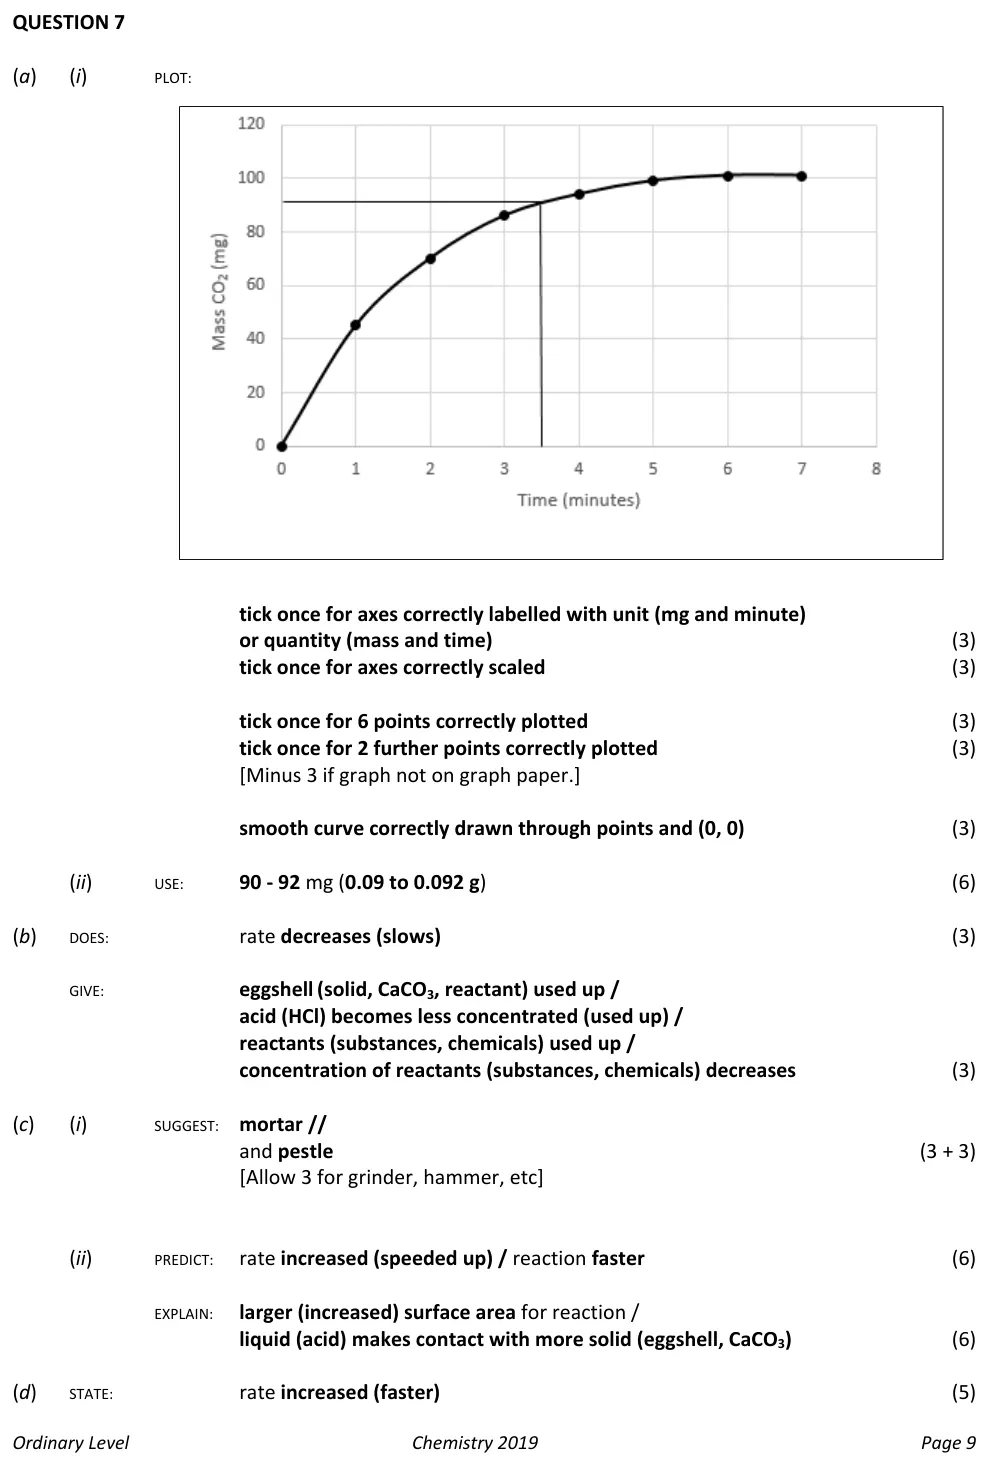 QUESTION 7
(a) (i) PLOT:
120
100
80
60
40
20
0
Mass CO₂ (mg)
0 1 2 3 4 5 6 7 8
Time (minutes)
tick once for axes correctly labelled with unit (mg and minute)
or quantity (mass and time) (3)
tick once for axes correctly scaled (3)
tick once for 6 points correctly plotted (3)
tick once for 2 further points correctly plotted (3)
[Minus 3 if graph not on graph paper.]
smooth curve correctly drawn through points and (0, 0) (3)
(ii) USE: 90 - 92 mg (0.09 to 0.092 g) (6)
(b) DOES: rate decreases (slows) (3)
GIVE: eggshell (solid, CaCO₃, reactant) used up /
acid (HCl) becomes less concentrated (used up) /
reactants (substances, chemicals) used up /
concentration of reactants (substances, chemicals) decreases (3)
(c) (i) SUGGEST: mortar //
and pestle (3 + 3)
[Allow 3 for grinder, hammer, etc]
(ii) PREDICT: rate increased (speeded up) / reaction faster (6)
EXPLAIN: larger (increased) surface area for reaction /
liquid (acid) makes contact with more solid (eggshell, CaCO₃) (6)
(d) STATE: rate increased (faster) (5)
Ordinary Level Chemistry 2019 Page 9